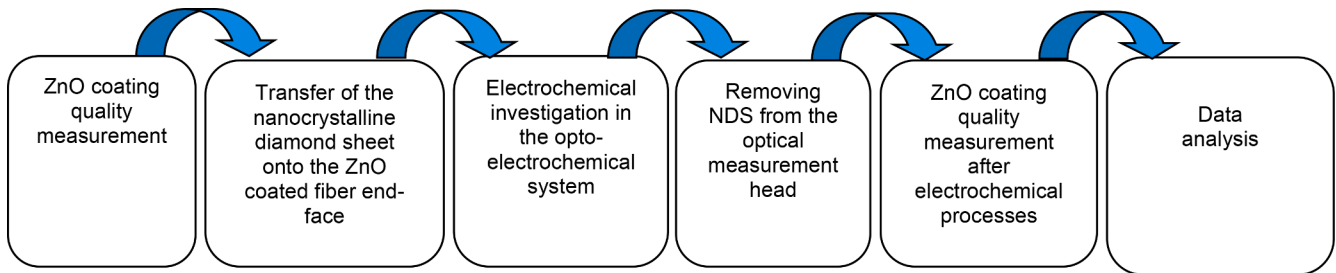 ZnO coating
quality
measurement
Transfer of the
nanocrystalline
diamond sheet
onto the ZnO
coated fiber end-
face
Electrochemical
investigation in
the opto-
electrochemical
system
Removing
NDS from the
optical
measurement
head
ZnO coating
quality
measurement
after
electrochemical
processes
Data
analysis